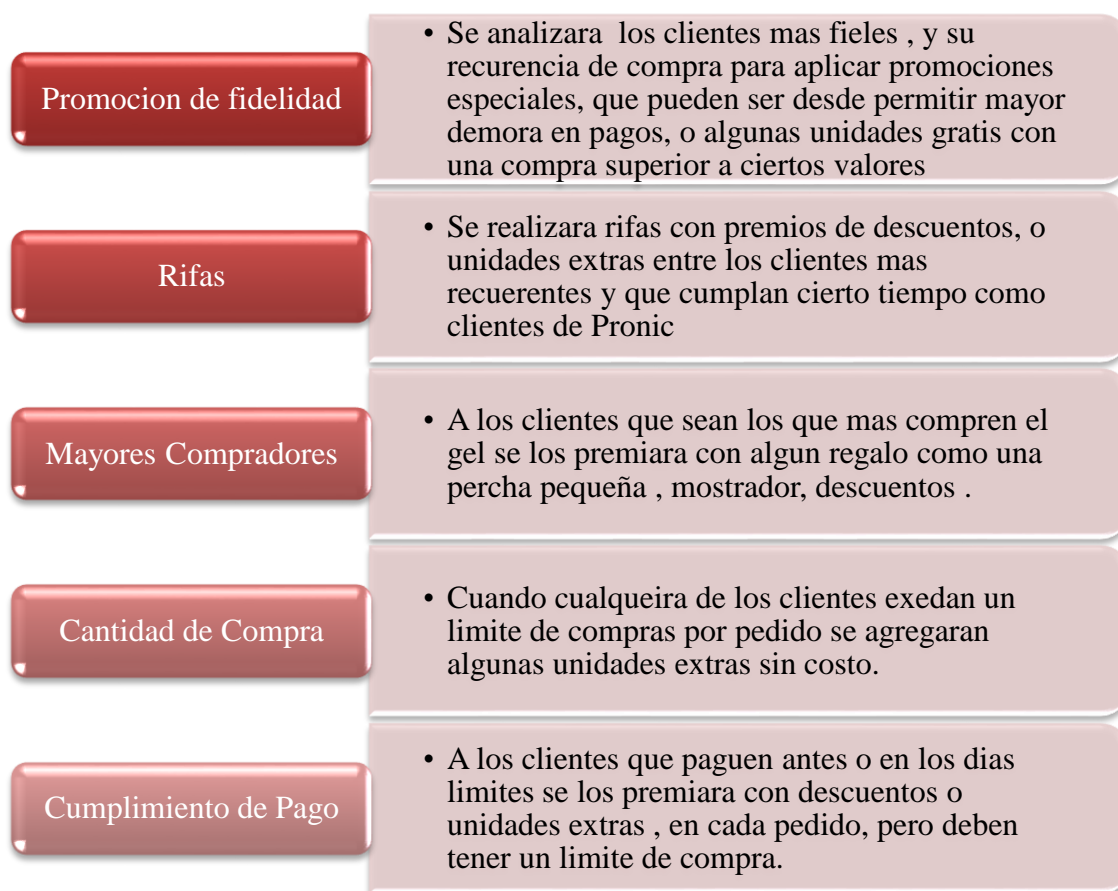 Promocion de fidelidad
• Se analizara los clientes mas fieles , y su
recurencia de compra para aplicar promociones
especiales, que pueden ser desde permitir mayor
demora en pagos, o algunas unidades gratis con
una compra superior a ciertos valores
Rifas
• Se realizara rifas con premios de descuentos, o
unidades extras entre los clientes mas
recuerentes y que cumplan cierto tiempo como
clientes de Pronic
Mayores Compradores
• A los clientes que sean los que mas compren el
gel se los premiara con algun regalo como una
percha pequeña , mostrador, descuentos .
Cantidad de Compra
• Cuando cualqueira de los clientes exedan un
limite de compras por pedido se agregaran
algunas unidades extras sin costo.
Cumplimiento de Pago
• A los clientes que paguen antes o en los dias
limites se los premiara con descuentos o
unidades extras , en cada pedido, pero deben
tener un limite de compra.